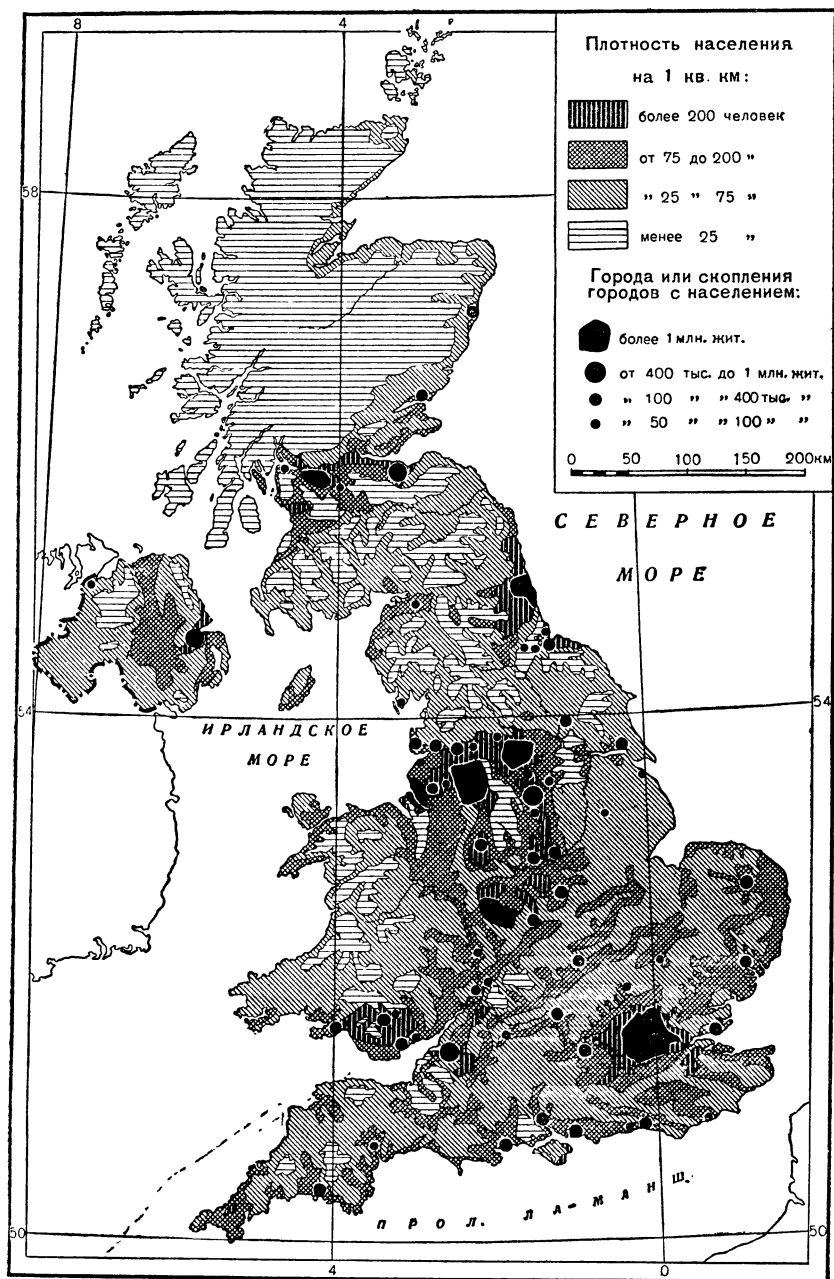 8
4
Плотность населения
на 1 кв. км:
более 200 человек
от 75 до 200 "
" 25 " 75 "
менее 25 "
Города или скопления
городов с населением:
более 1 млн. жит.
от 400 тыс. до 1 млн. жит.
" 100 " " 400 тыс. "
" 50 " " 100 " "
0 50 100 150 200км
58
СЕВЕРНОЕ
МОРЕ
54
54
ИРЛАНДСКОЕ
МОРЕ
ПРОЛ. ЛА-МАНШ.
50
50
4
0